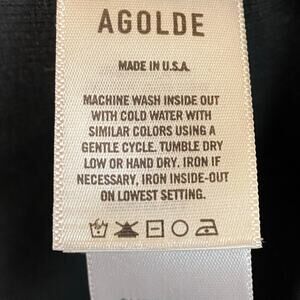 AGOLDE
MADE IN U.S.A.
MACHINE WASH INSIDE OUT
WITH COLD WATER WITH
SIMILAR COLORS USING A
GENTLE CYCLE. TUMBLE DRY
LOW OR HAND DRY. IRON IF
NECESSARY, IRON INSIDE-OUT
ON LOWEST SETTING.